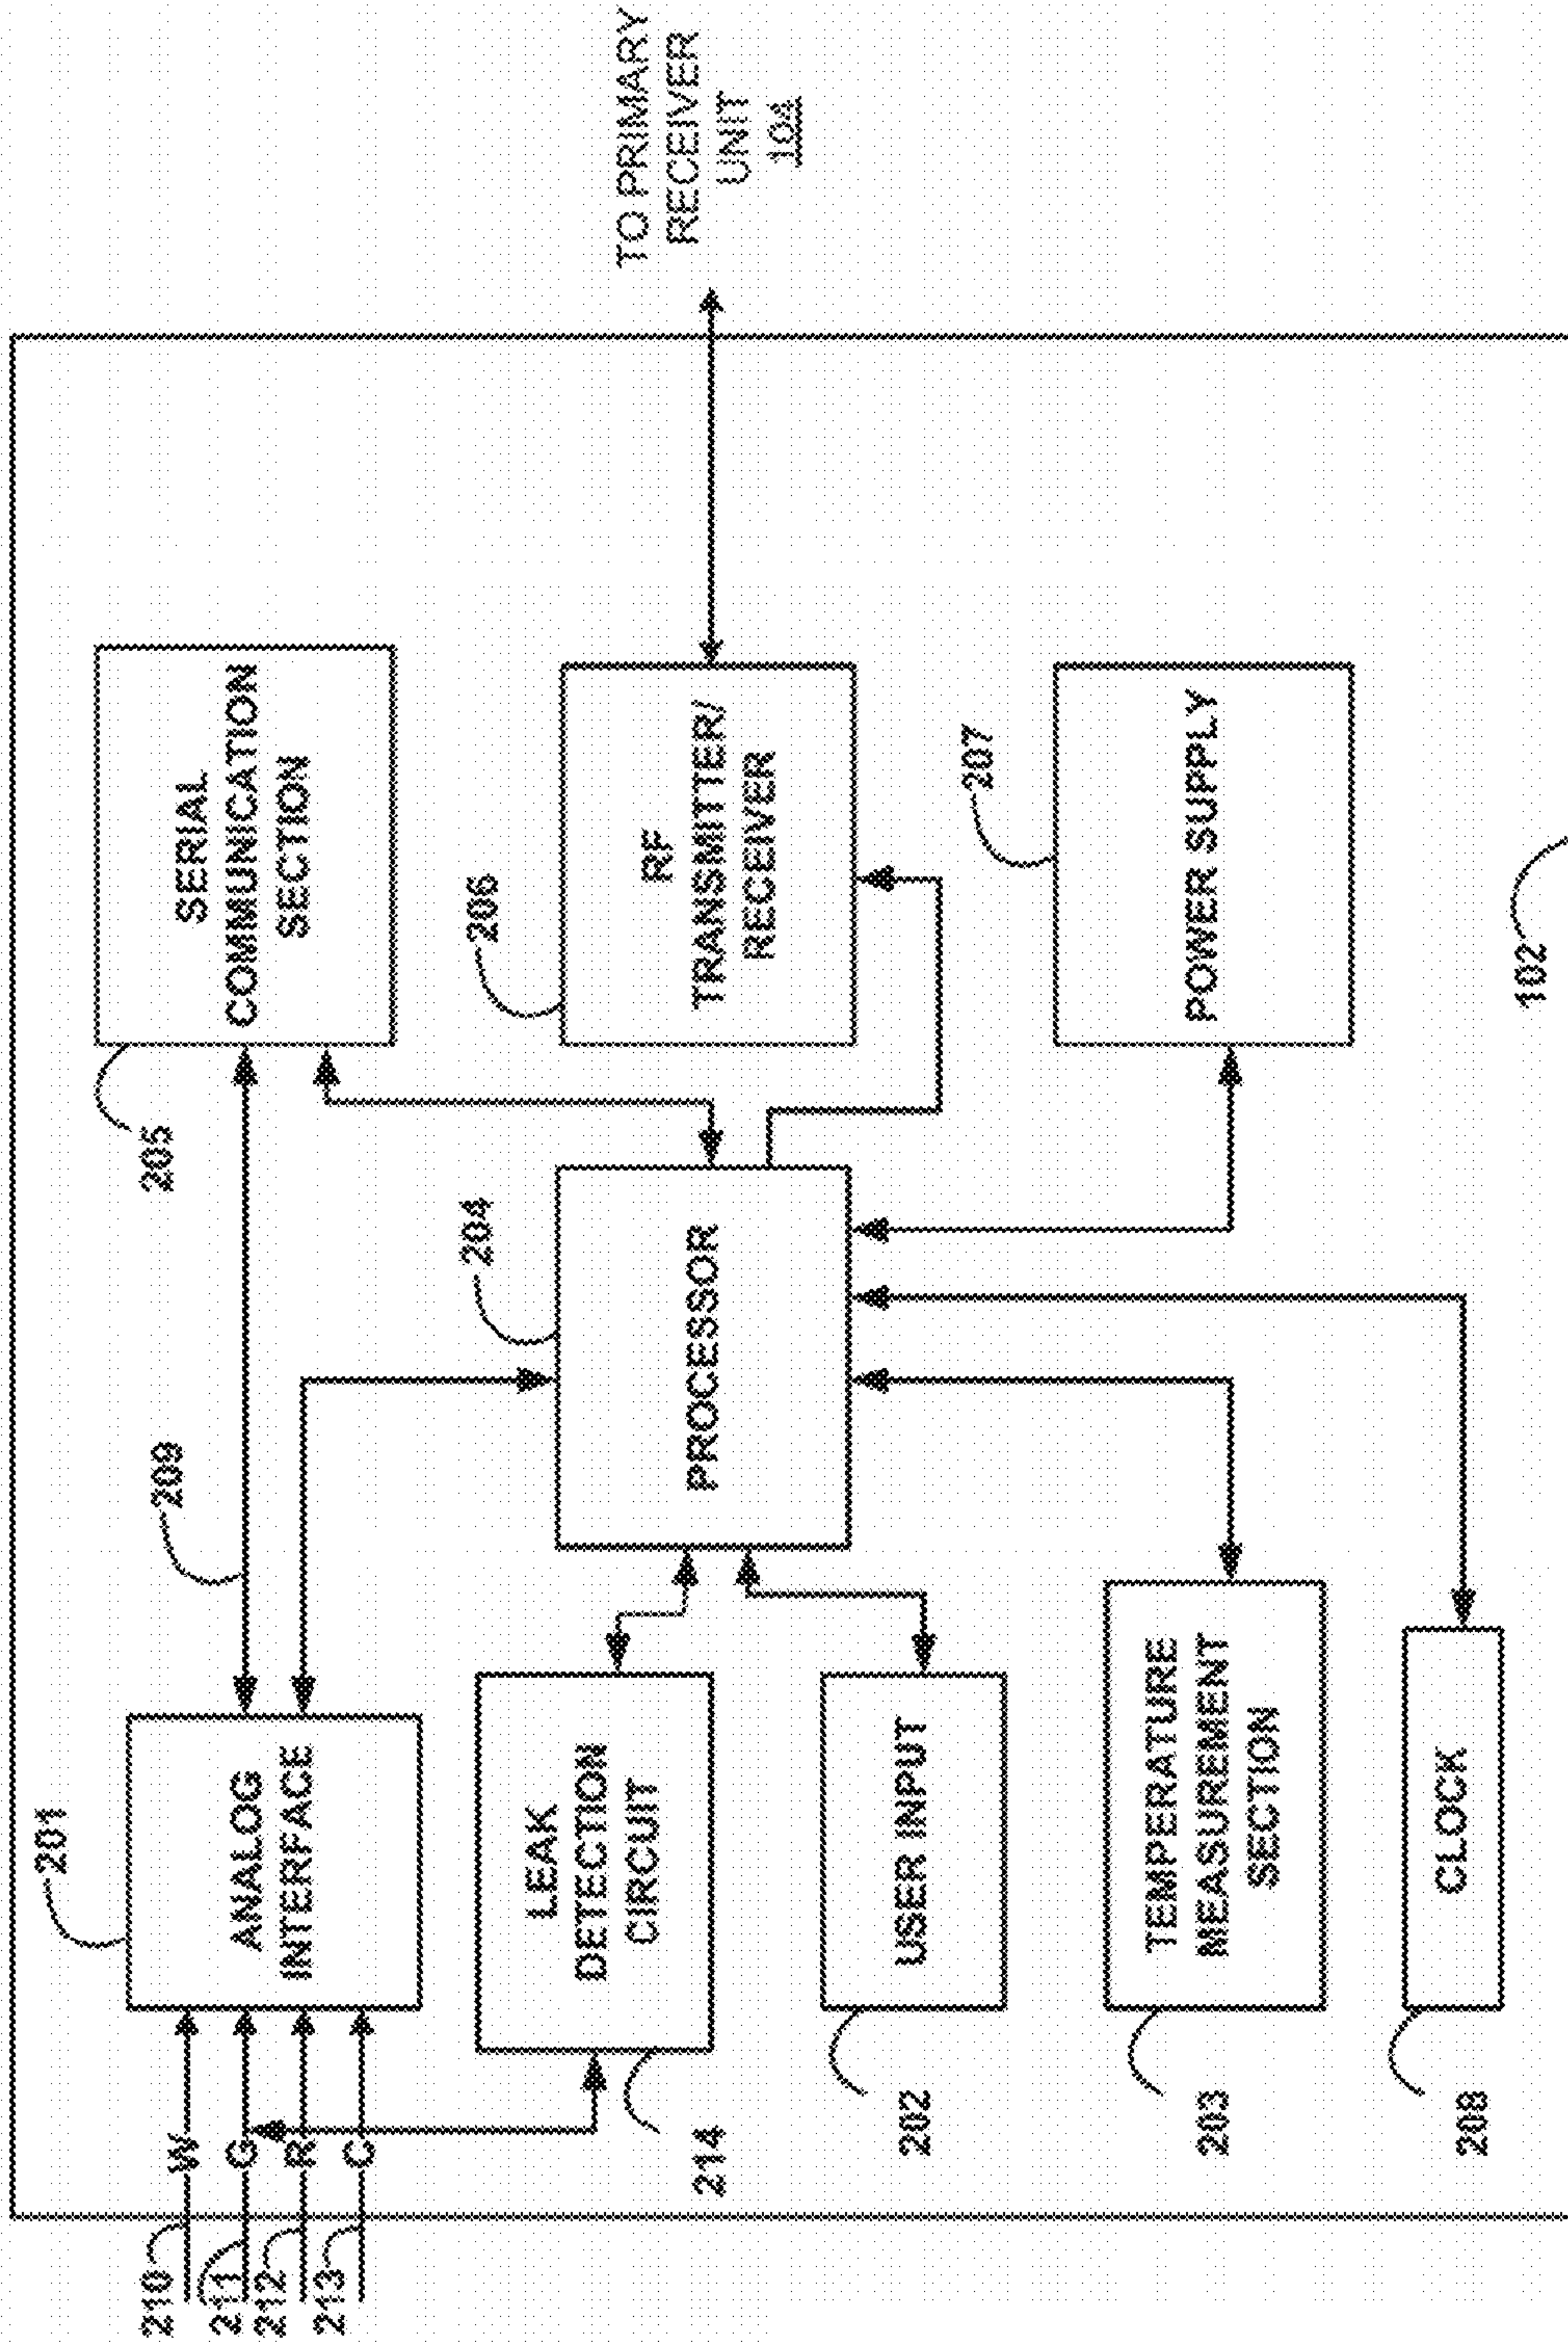 210
211
212
213
W
G
R
C
201
ANALOG
INTERFACE
209
205
SERIAL
COMMUNICATION
SECTION
214
LEAK
DETECTION
CIRCUIT
204
PROCESSOR
206
RF
TRANSMITTER/
RECEIVER
TO PRIMARY
RECEIVER
UNIT
104
202
USER INPUT
203
TEMPERATURE
MEASUREMENT
SECTION
207
POWER SUPPLY
208
CLOCK
102